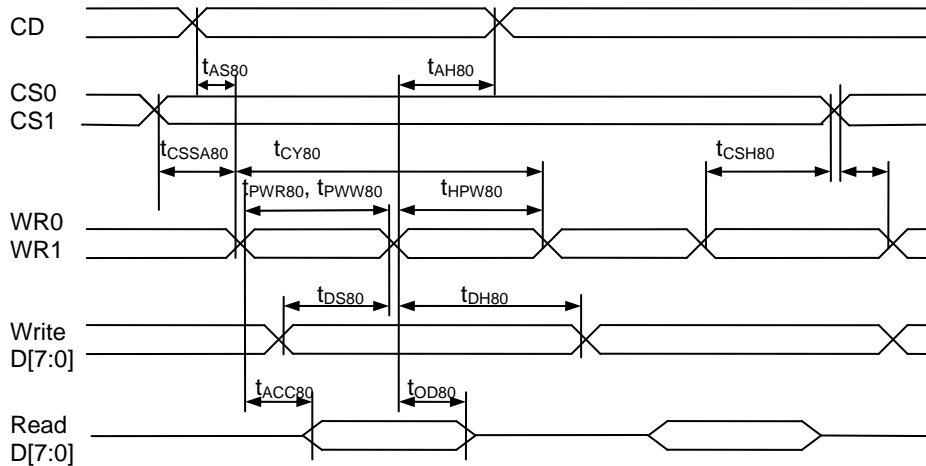 CD
tAS80 tAH80
CS0
CS1
tCSSA80 tCY80 tCSH80
tPWR80, tPWW80 tHPW80
WR0
WR1
tDS80 tDH80
Write
D[7:0]
tACC80 tOD80
Read
D[7:0]